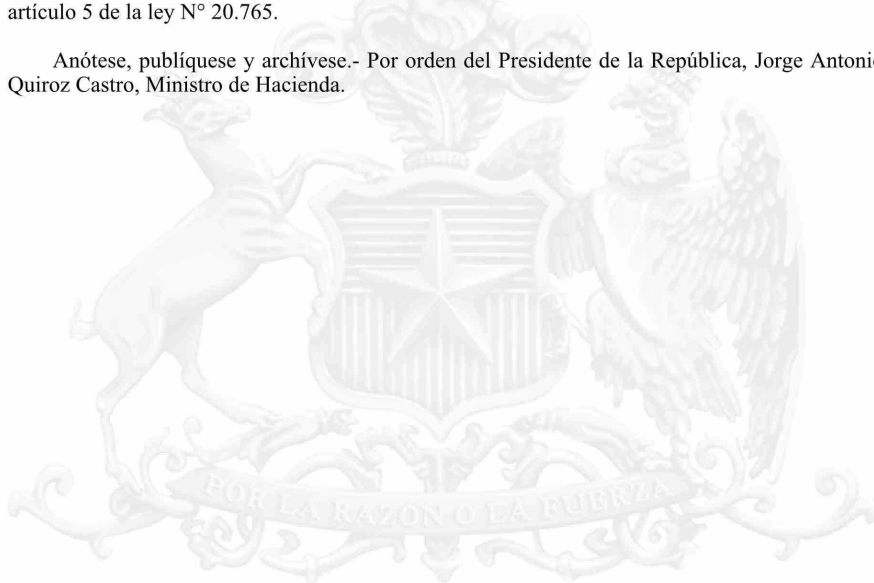 artículo 5 de la ley N° 20.765.
Anótese, publíquese y archívese.- Por orden del Presidente de la República, Jorge Antonio
Quiroz Castro, Ministro de Hacienda.
POR LA RAZÓN O LA FUERZA